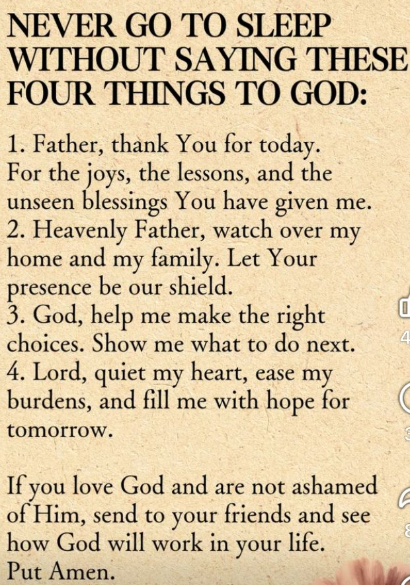 NEVER GO TO SLEEP
WITHOUT SAYING THESE
FOUR THINGS TO GOD:
1. Father, thank You for today.
For the joys, the lessons, and the
unseen blessings You have given me.
2. Heavenly Father, watch over my
home and my family. Let Your
presence be our shield.
3. God, help me make the right
choices. Show me what to do next.
4. Lord, quiet my heart, ease my
burdens, and fill me with hope for
tomorrow.
If you love God and are not ashamed
of Him, send to your friends and see
how God will work in your life.
Put Amen.